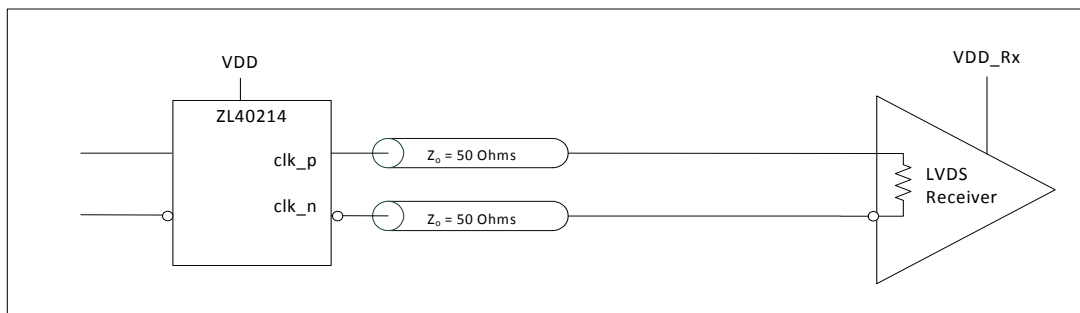 VDD
ZL40214
clk_p
clk_n
Zo = 50 Ohms
Zo = 50 Ohms
VDD_Rx
LVDS
Receiver